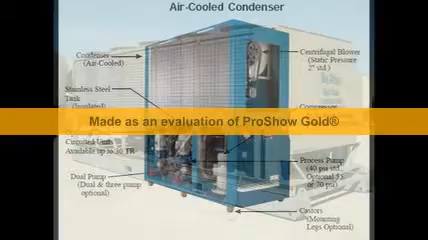 Air-Cooled Condenser
Condenser
(Air-Cooled)
Centrifugal Blower
(Static Pressure
2" std.)
Stainless Steel
Tank
(Insulated)
Made as an evaluation of ProShow Gold®
Circuited Units
Available up to 30 TR
Process Pump
(40 psi std.
Optional 55
or 70 psi)
Dual Pump
(Dual & three pump
optional)
Castors
(Mounting
Legs Optional)